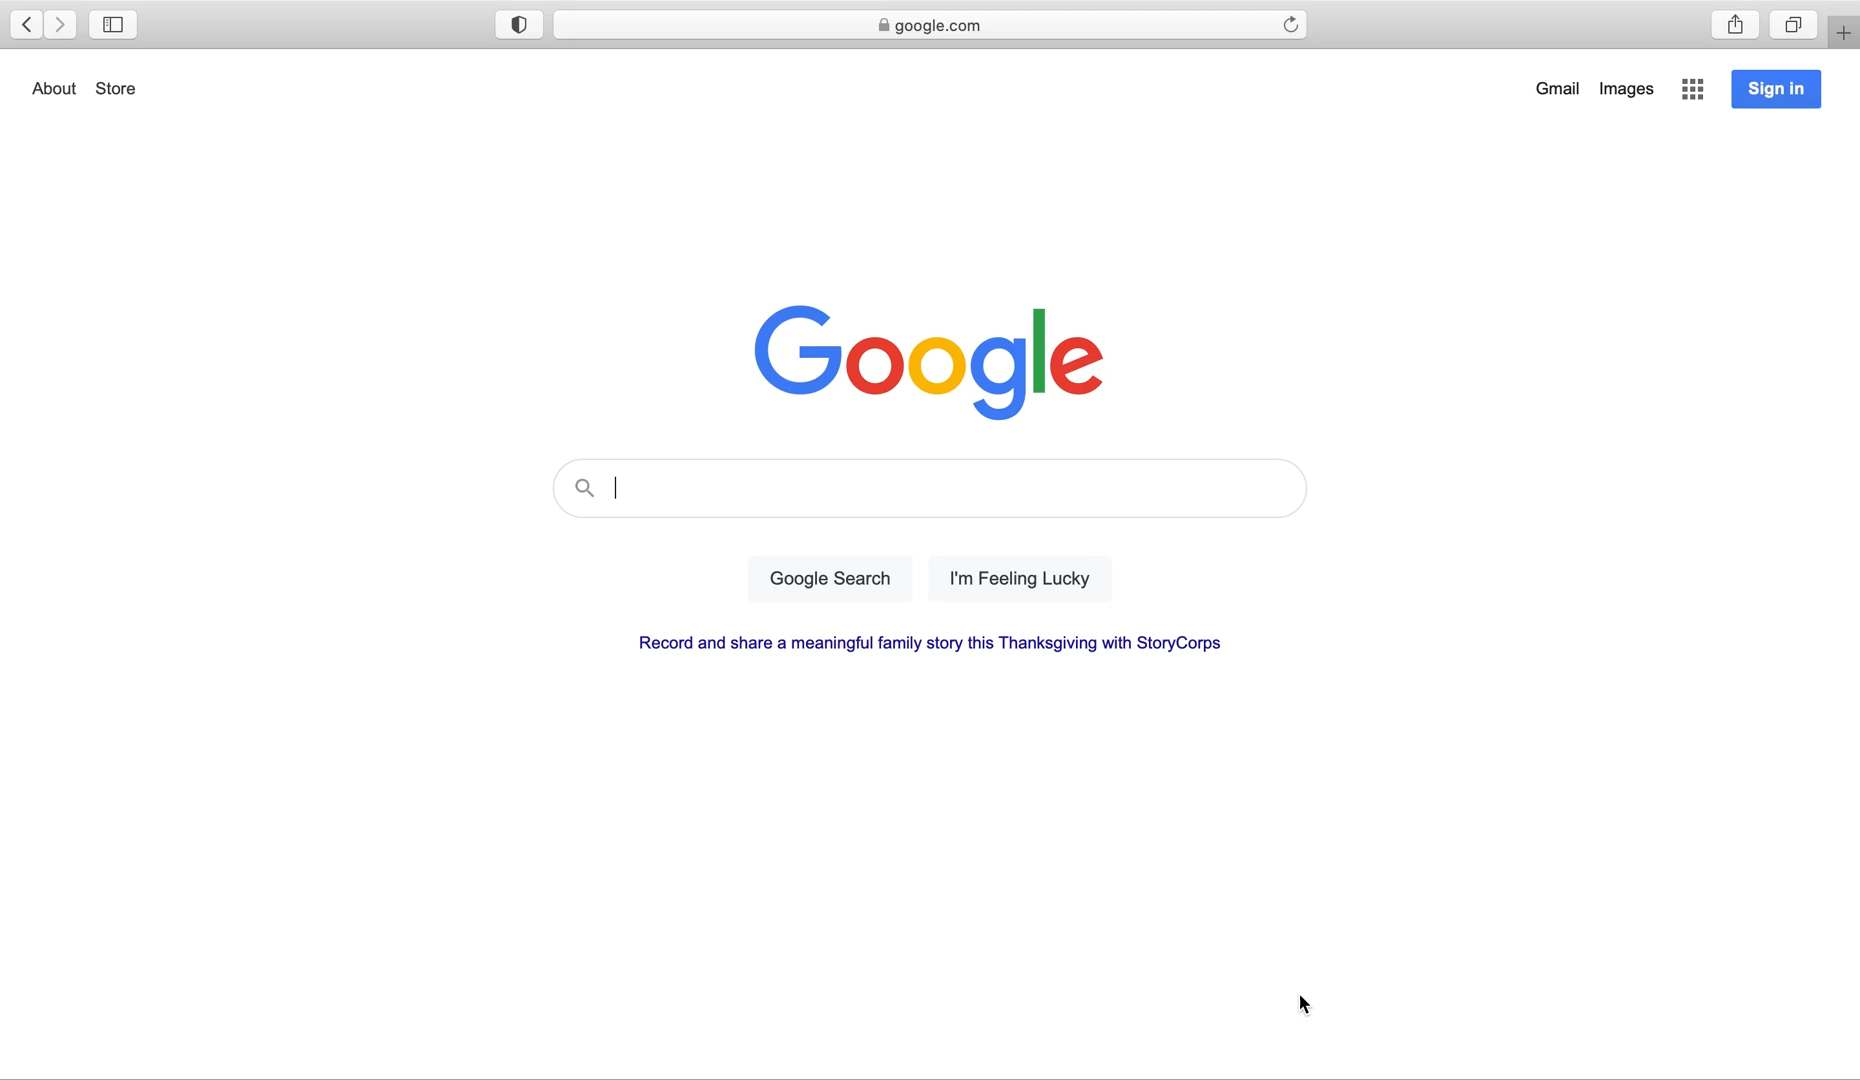 google.com
About Store
Gmail Images Sign in
Google
Google Search I'm Feeling Lucky
Record and share a meaningful family story this Thanksgiving with StoryCorps